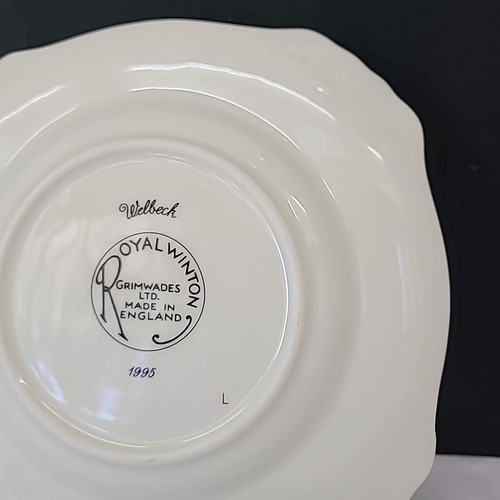 Welbeck
ROYAL WINTON
GRIMWADES
LTD.
MADE IN
ENGLAND
1995
L